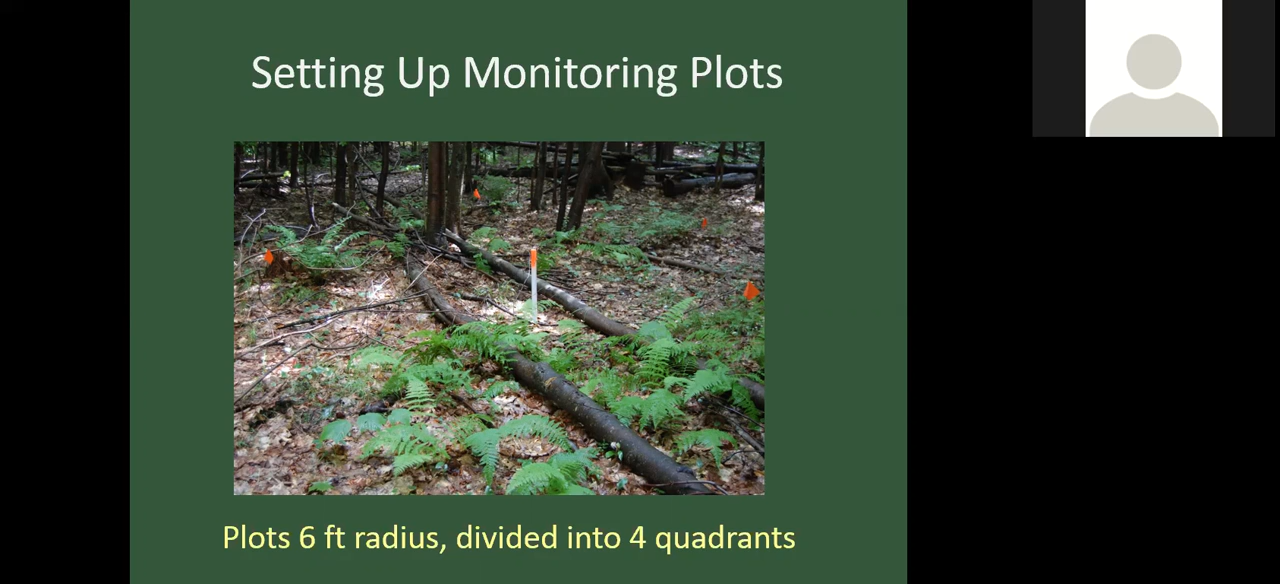 Setting Up Monitoring Plots
Plots 6 ft radius, divided into 4 quadrants